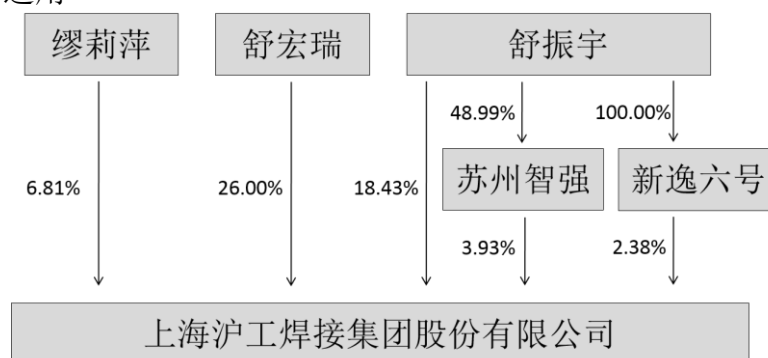 缪莉萍
舒宏瑞
舒振宇
48.99%
100.00%
6.81%
26.00%
18.43%
苏州智强
新逸六号
3.93%
2.38%
上海沪工焊接集团股份有限公司